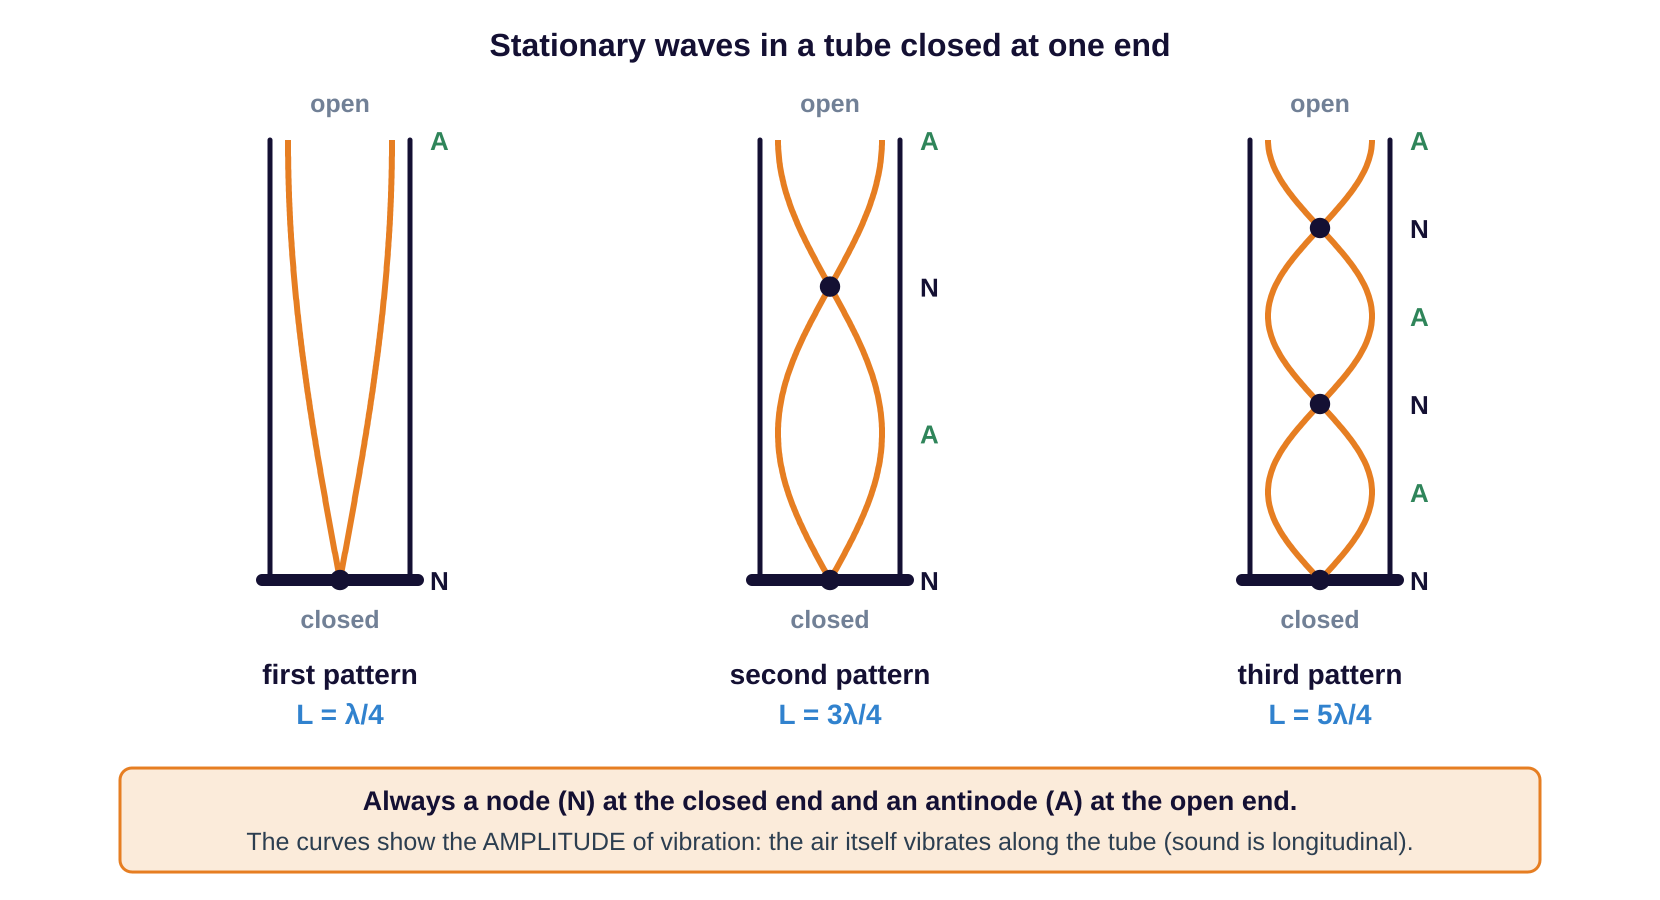 Stationary waves in a tube closed at one end
open open open
A A A
N
N
A
N
A
A
N N N
closed closed closed
first pattern second pattern third pattern
L = λ/4 L = 3λ/4 L = 5λ/4
Always a node (N) at the closed end and an antinode (A) at the open end.
The curves show the AMPLITUDE of vibration: the air itself vibrates along the tube (sound is longitudinal).